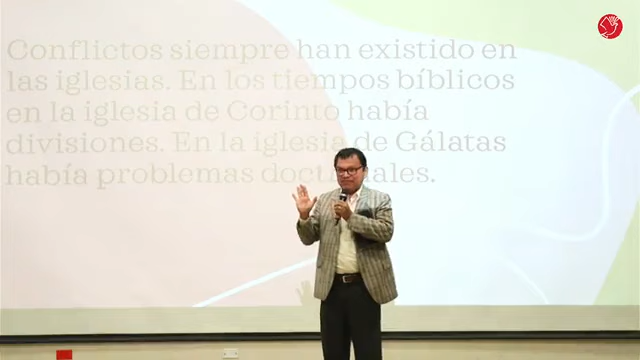 Conflictos siempre han existido en
las iglesias. En los tiempos bíblicos
en la iglesia de Corinto había
divisiones. En la iglesia de Gálatas
había problemas doctrinales.